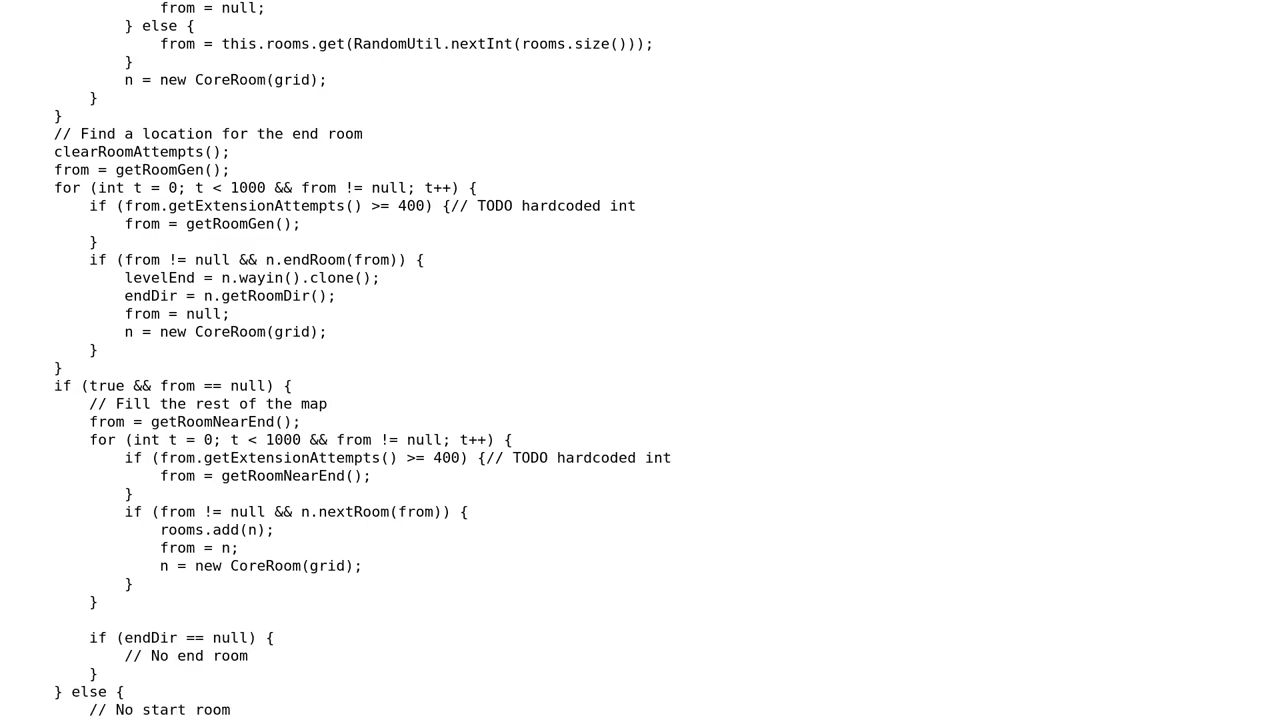 from = null;
        } else {
            from = this.rooms.get(RandomUtil.nextInt(rooms.size()));
        }
        n = new CoreRoom(grid);
    }
}
// Find a location for the end room
clearRoomAttempts();
from = getRoomGen();
for (int t = 0; t < 1000 && from != null; t++) {
    if (from.getExtensionAttempts() >= 400) {// TODO hardcoded int
        from = getRoomGen();
    }
    if (from != null && n.endRoom(from)) {
        levelEnd = n.wayin().clone();
        endDir = n.getRoomDir();
        from = null;
        n = new CoreRoom(grid);
    }
}
if (true && from == null) {
    // Fill the rest of the map
    from = getRoomNearEnd();
    for (int t = 0; t < 1000 && from != null; t++) {
        if (from.getExtensionAttempts() >= 400) {// TODO hardcoded int
            from = getRoomNearEnd();
        }
        if (from != null && n.nextRoom(from)) {
            rooms.add(n);
            from = n;
            n = new CoreRoom(grid);
        }
    }

    if (endDir == null) {
        // No end room
    }
} else {
    // No start room